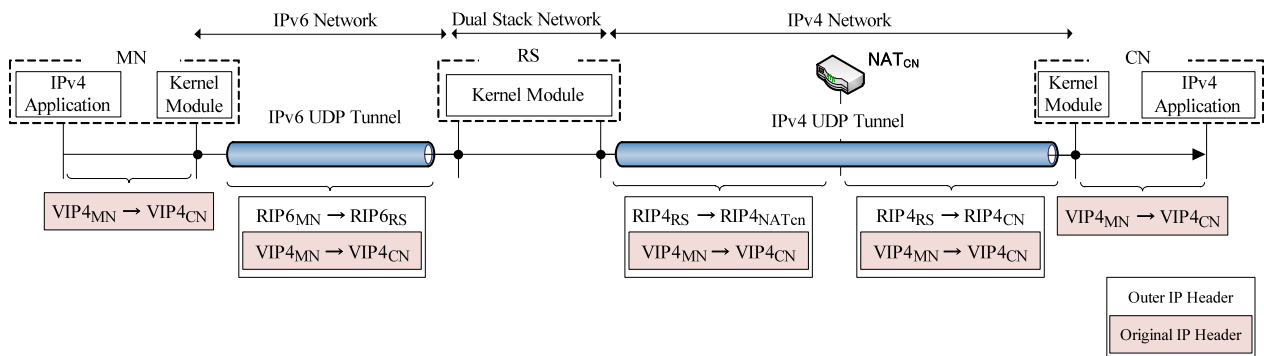 IPv6 Network
Dual Stack Network
IPv4 Network
MN
RS
NATCN
CN
IPv4
Application
Kernel
Module
Kernel Module
Kernel
Module
IPv4
Application
IPv6 UDP Tunnel
IPv4 UDP Tunnel
VIP4MN → VIP4CN
RIP6MN → RIP6RS
VIP4MN → VIP4CN
RIP4RS → RIP4NATcn
VIP4MN → VIP4CN
RIP4RS → RIP4CN
VIP4MN → VIP4CN
VIP4MN → VIP4CN
Outer IP Header
Original IP Header